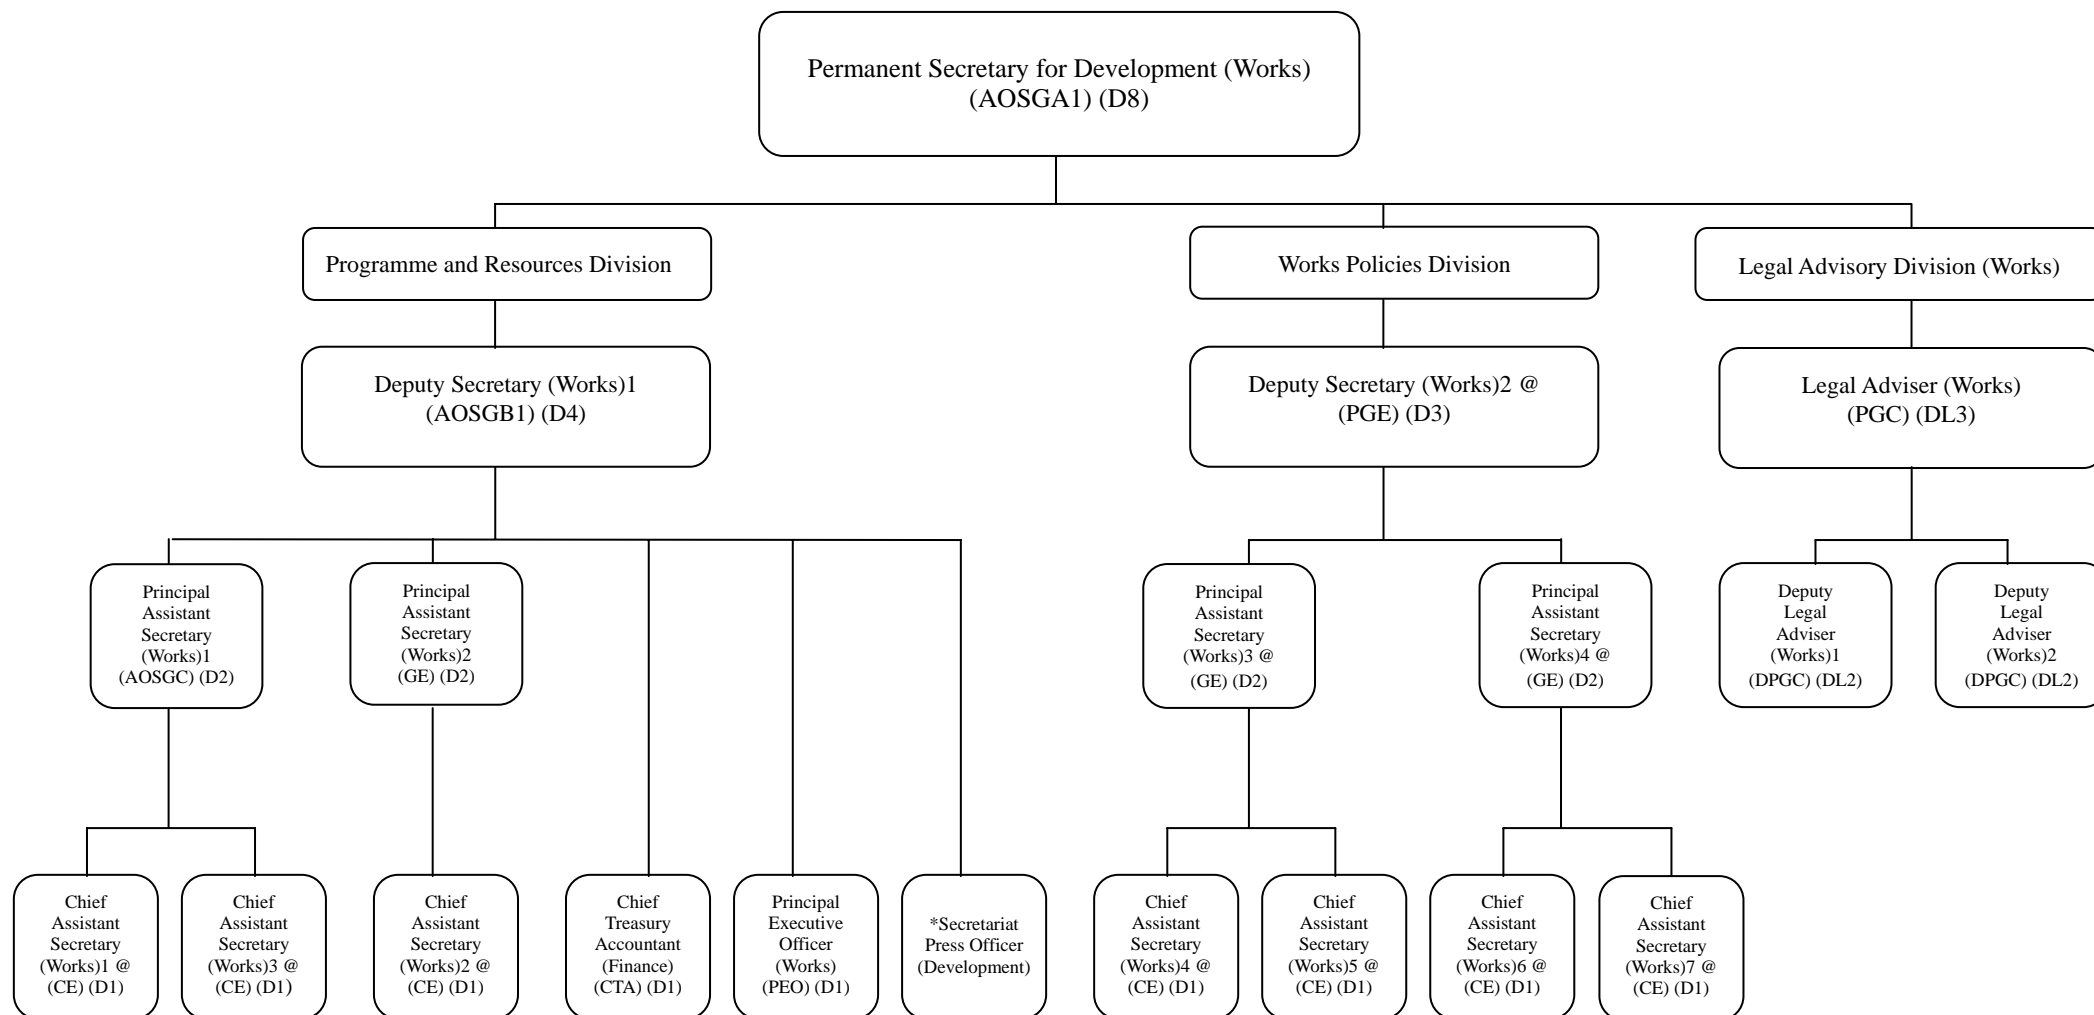 Permanent Secretary for Development (Works)
(AOSGA1) (D8)
Programme and Resources Division
Works Policies Division
Legal Advisory Division (Works)
Deputy Secretary (Works)1
(AOSGB1) (D4)
Deputy Secretary (Works)2 @
(PGE) (D3)
Legal Adviser (Works)
(PGC) (DL3)
Principal
Assistant
Secretary
(Works)1
(AOSGC) (D2)
Principal
Assistant
Secretary
(Works)2
(GE) (D2)
Principal
Assistant
Secretary
(Works)3 @
(GE) (D2)
Principal
Assistant
Secretary
(Works)4 @
(GE) (D2)
Deputy
Legal
Adviser
(Works)1
(DPGC) (DL2)
Deputy
Legal
Adviser
(Works)2
(DPGC) (DL2)
Chief
Assistant
Secretary
(Works)1 @
(CE) (D1)
Chief
Assistant
Secretary
(Works)3 @
(CE) (D1)
Chief
Assistant
Secretary
(Works)2 @
(CE) (D1)
Chief
Treasury
Accountant
(Finance)
(CTA) (D1)
Principal
Executive
Officer
(Works)
(PEO) (D1)
*Secretariat
Press Officer
(Development)
Chief
Assistant
Secretary
(Works)4 @
(CE) (D1)
Chief
Assistant
Secretary
(Works)5 @
(CE) (D1)
Chief
Assistant
Secretary
(Works)6 @
(CE) (D1)
Chief
Assistant
Secretary
(Works)7 @
(CE) (D1)